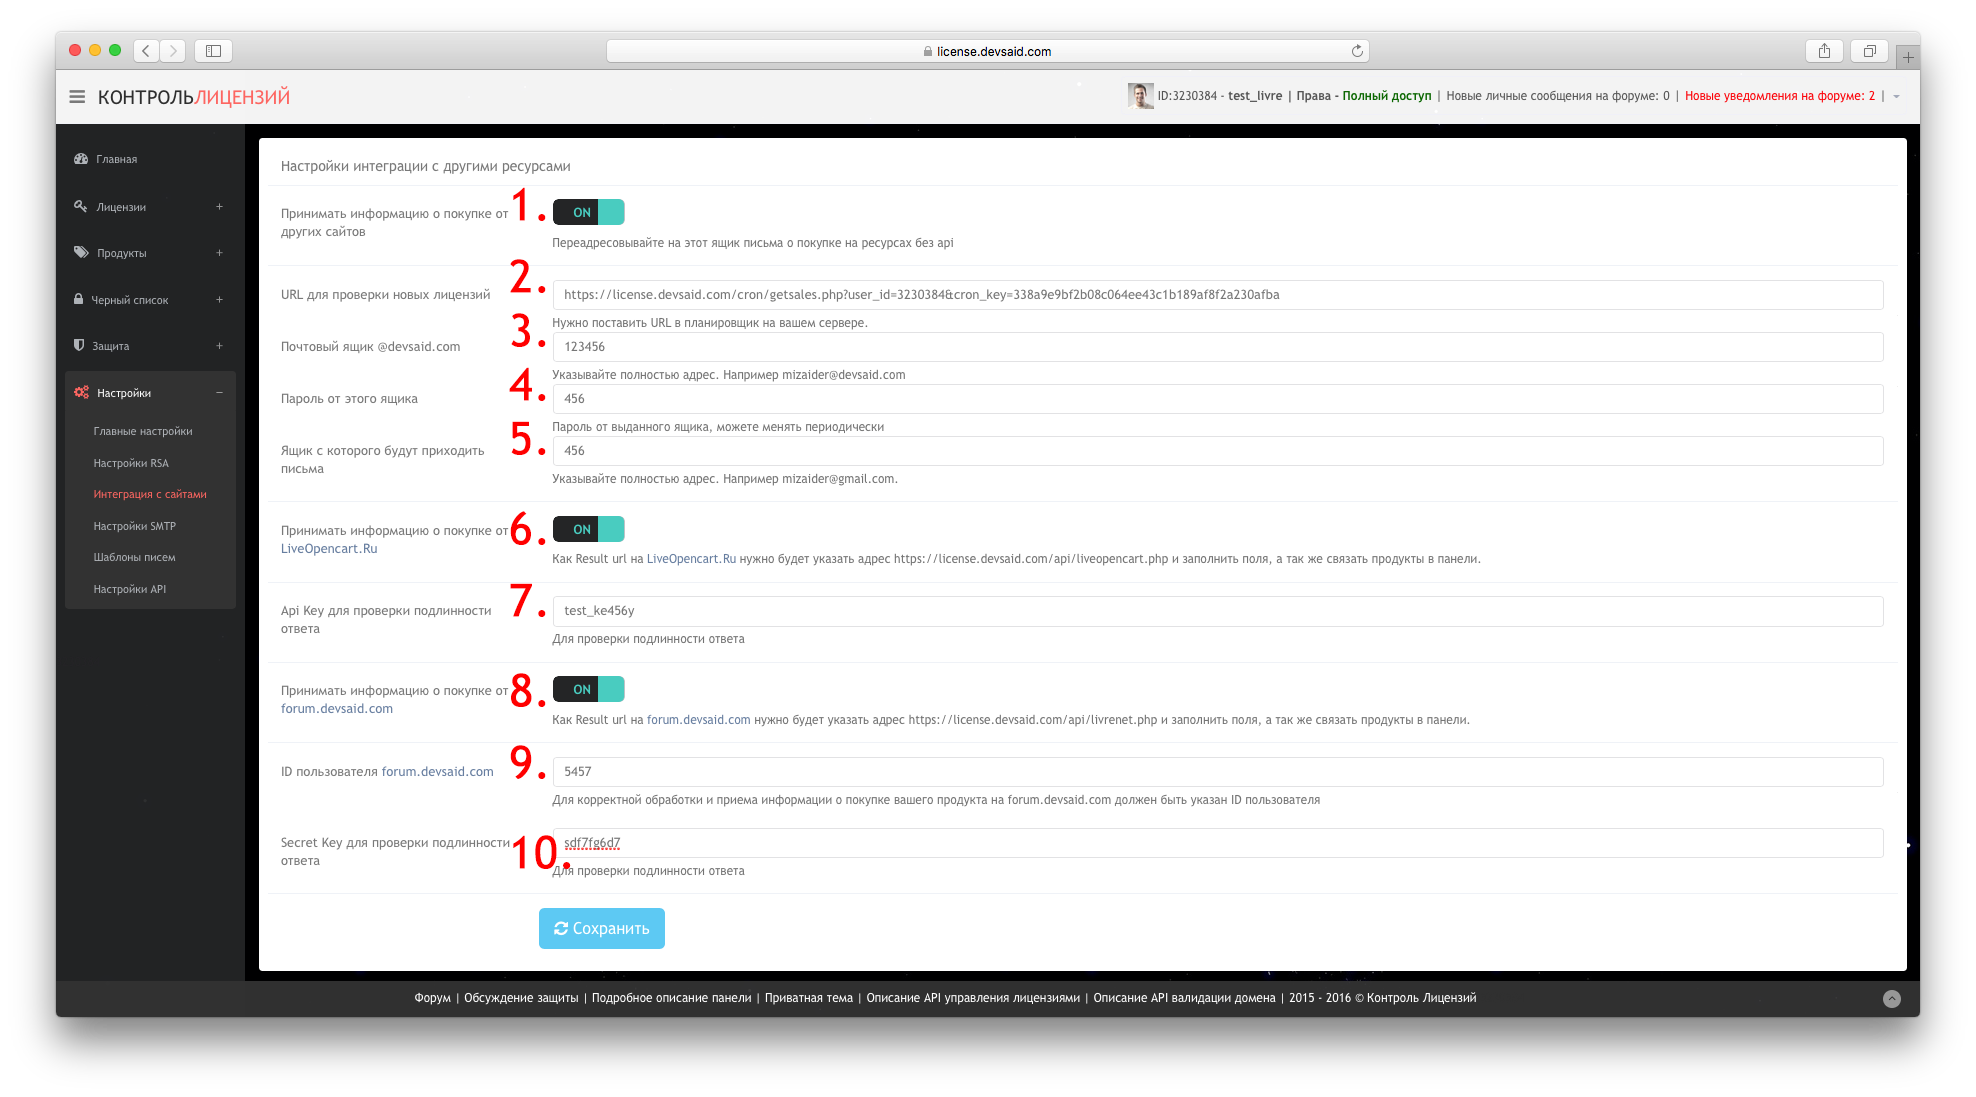 license.devsaid.com
КОНТРОЛЬЛИЦЕНЗИЙ
ID:3230384 - test_livre | Права - Полный доступ | Новые личные сообщения на форуме: 0 | Новые уведомления на форуме: 2 |
Главная
Лицензии +
Продукты +
Черный список +
Защита +
Настройки −
Главные настройки
Настройки RSA
Интеграция с сайтами
Настройки SMTP
Шаблоны писем
Настройки API
Настройки интеграции с другими ресурсами
Принимать информацию о покупке от
других сайтов
1.
ON
Переадресовывайте на этот ящик письма о покупке на ресурсах без api
URL для проверки новых лицензий
2.
https://license.devsaid.com/cron/getsales.php?user_id=3230384&cron_key=338a9e9bf2b08c064ee43c1b189af8f2a230afba
Нужно поставить URL в планировщик на вашем сервере.
Почтовый ящик @devsaid.com
3.
123456
Указывайте полностью адрес. Например mizaider@devsaid.com
Пароль от этого ящика
4.
456
Пароль от выданного ящика, можете менять периодически
Ящик с которого будут приходить
письма
5.
456
Указывайте полностью адрес. Например mizaider@gmail.com.
Принимать информацию о покупке от
LiveOpencart.Ru
6.
ON
Как Result url на LiveOpencart.Ru нужно будет указать адрес https://license.devsaid.com/api/liveopencart.php и заполнить поля, а так же связать продукты в панели.
Api Key для проверки подлинности
ответа
7.
test_ke456y
Для проверки подлинности ответа
Принимать информацию о покупке от
forum.devsaid.com
8.
ON
Как Result url на forum.devsaid.com нужно будет указать адрес https://license.devsaid.com/api/livrenet.php и заполнить поля, а так же связать продукты в панели.
ID пользователя forum.devsaid.com
9.
5457
Для корректной обработки и приема информации о покупке вашего продукта на forum.devsaid.com должен быть указан ID пользователя
Secret Key для проверки подлинности
ответа
10.
sdf7fg6d7
Для проверки подлинности ответа
Сохранить
Форум | Обсуждение защиты | Подробное описание панели | Приватная тема | Описание API управления лицензиями | Описание API валидации домена | 2015 - 2016 © Контроль Лицензий